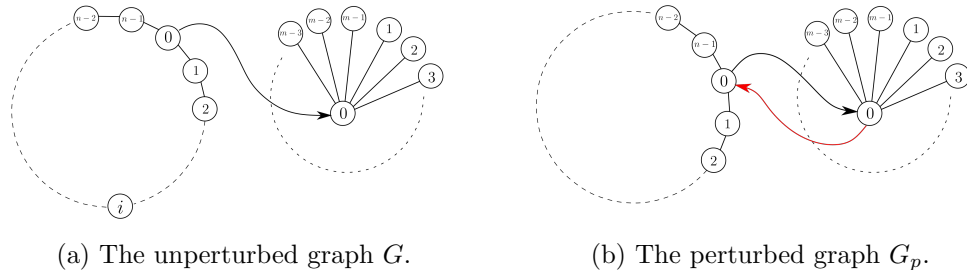 n−2 n−1 0 1 2 i
m−3 m−2 m−1 1 2 3 0
n−2 n−1 0 1 2
m−3 m−2 m−1 1 2 3 0
(a) The unperturbed graph G.
(b) The perturbed graph Gₚ.